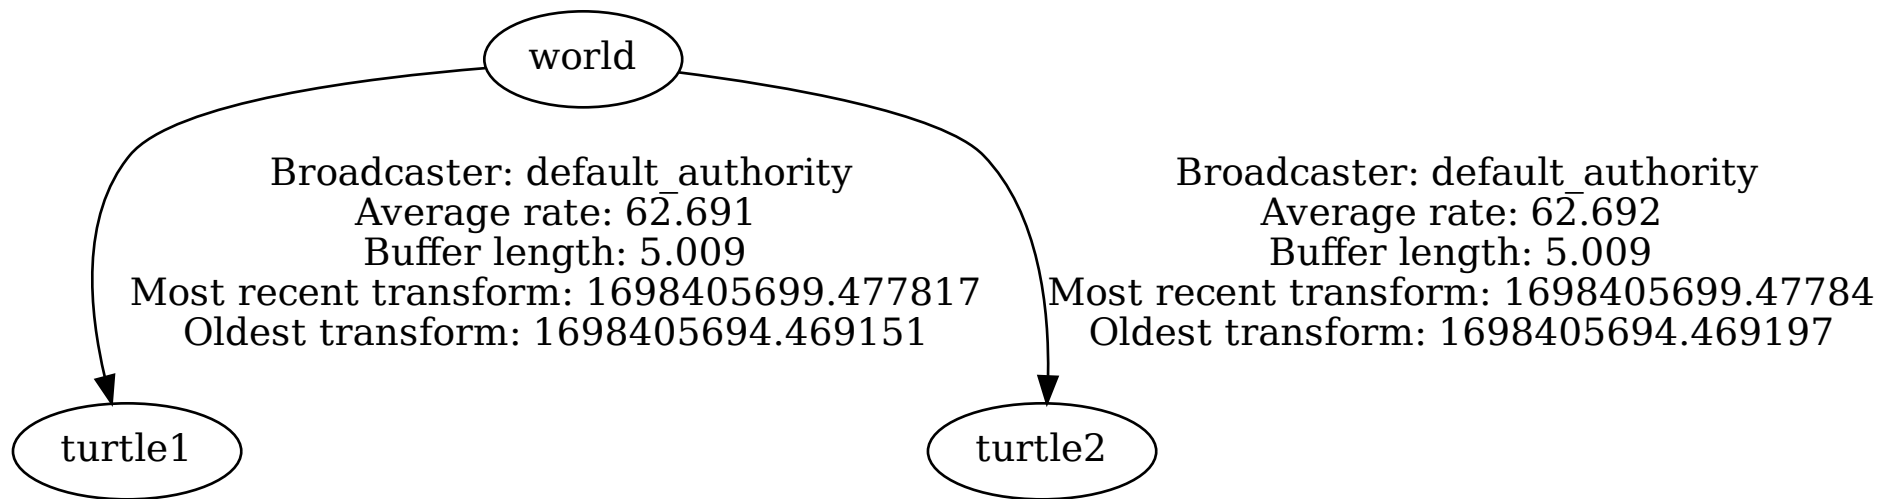 world
Broadcaster: default_authority
Average rate: 62.691
Buffer length: 5.009
Most recent transform: 1698405699.477817
Oldest transform: 1698405694.469151
Broadcaster: default_authority
Average rate: 62.692
Buffer length: 5.009
Most recent transform: 1698405699.47784
Oldest transform: 1698405694.469197
turtle1
turtle2